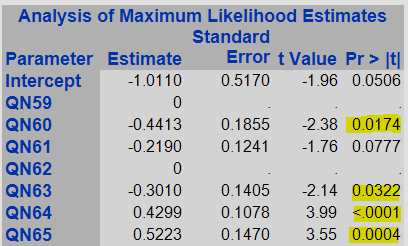 Analysis of Maximum Likelihood Estimates
Standard
Parameter Estimate Error t Value Pr > |t|
Intercept -1.0110 0.5170 -1.96 0.0506
QN59 0 . . .
QN60 -0.4413 0.1855 -2.38 0.0174
QN61 -0.2190 0.1241 -1.76 0.0777
QN62 0 . . .
QN63 -0.3010 0.1405 -2.14 0.0322
QN64 0.4299 0.1078 3.99 <.0001
QN65 0.5223 0.1470 3.55 0.0004